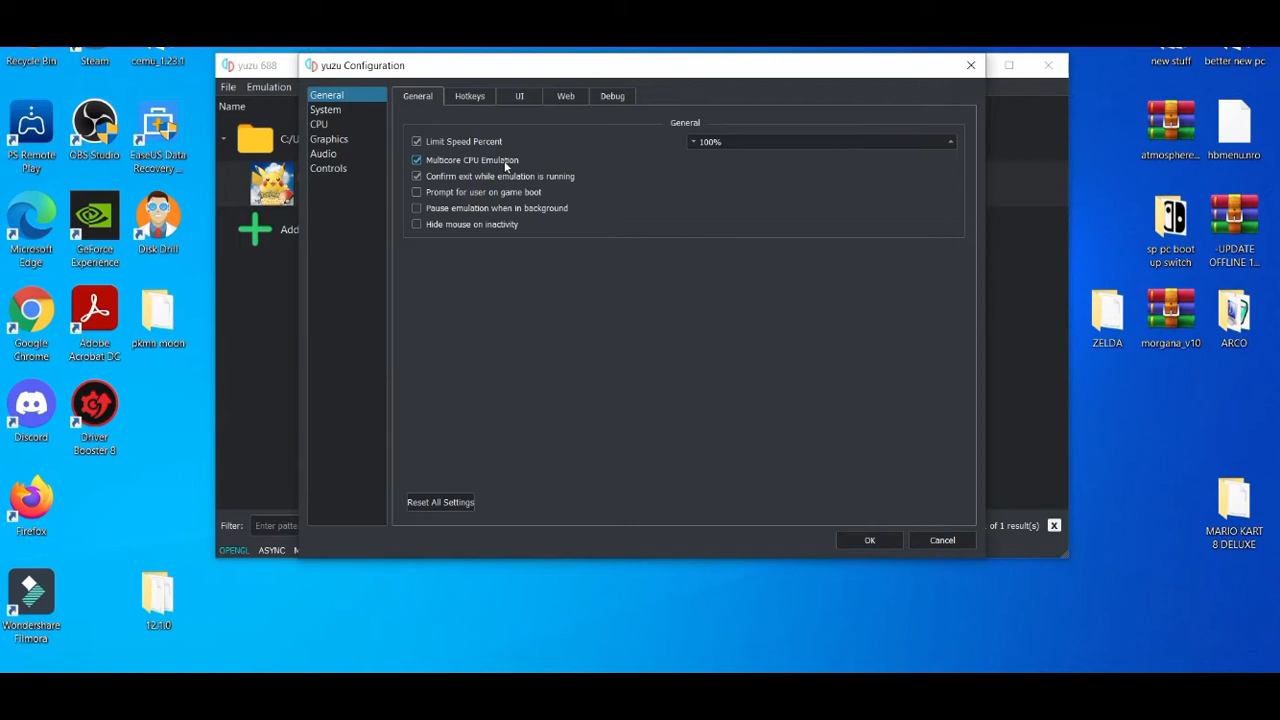 Recycle Bin
Steam
cemu_1.23.1
PS Remote
Play
OBS Studio
EaseUS Data
Recovery ...
Microsoft
Edge
GeForce
Experience
Disk Drill
Google
Chrome
Adobe
Acrobat DC
pkmn moon
Discord
Driver
Booster 8
Firefox
Wondershare
Filmora
12.1.0
yuzu 688
File Emulation
Name
C:/U
Add
Filter: Enter patte
of 1 result(s) X
OPENGL ASYNC
yuzu Configuration
General
System
CPU
Graphics
Audio
Controls
General Hotkeys UI Web Debug
General
Limit Speed Percent 100%
Multicore CPU Emulation
Confirm exit while emulation is running
Prompt for user on game boot
Pause emulation when in background
Hide mouse on inactivity
Reset All Settings
OK Cancel
new stuff
better new pc
atmosphere...
hbmenu.nro
sp pc boot
up switch
-UPDATE
OFFLINE 1...
ZELDA
morgana_v10
ARCO
MARIO KART
8 DELUXE